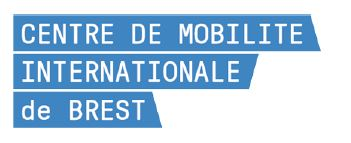 CENTRE DE MOBILITE
INTERNATIONALE
de BREST